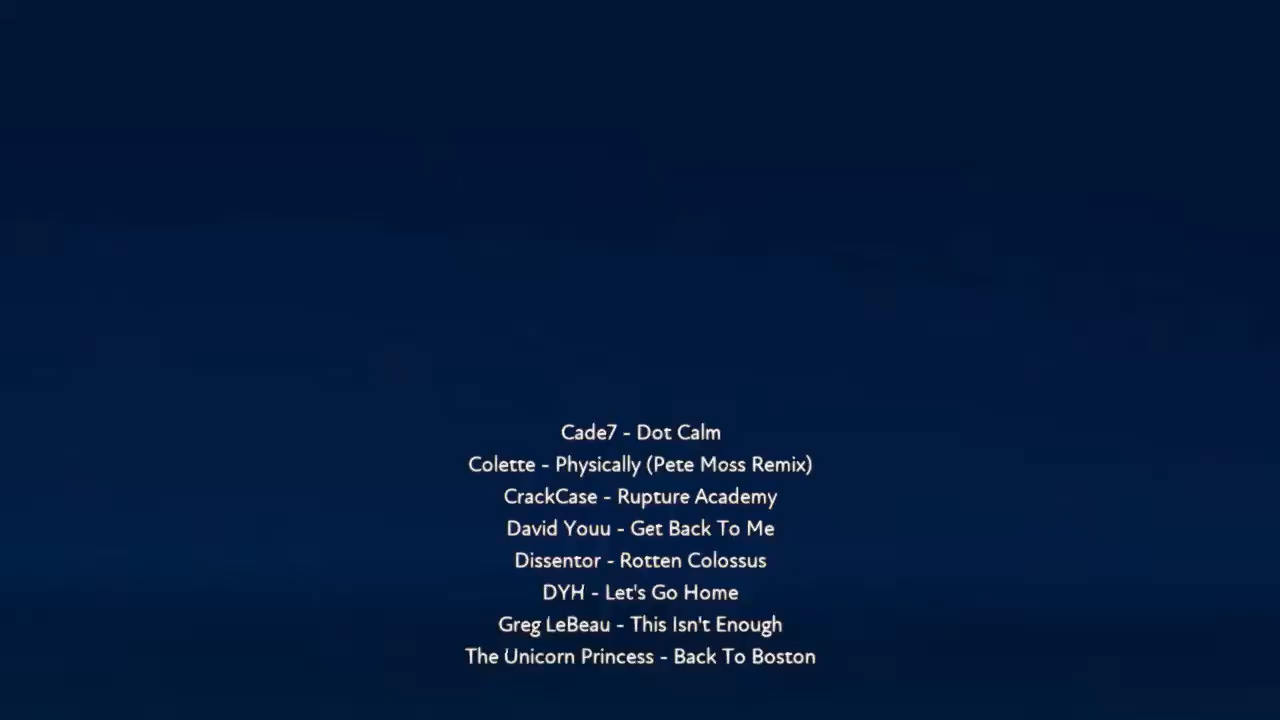 Cade7 - Dot Calm
Colette - Physically (Pete Moss Remix)
CrackCase - Rupture Academy
David Youu - Get Back To Me
Dissentor - Rotten Colossus
DYH - Let's Go Home
Greg LeBeau - This Isn't Enough
The Unicorn Princess - Back To Boston